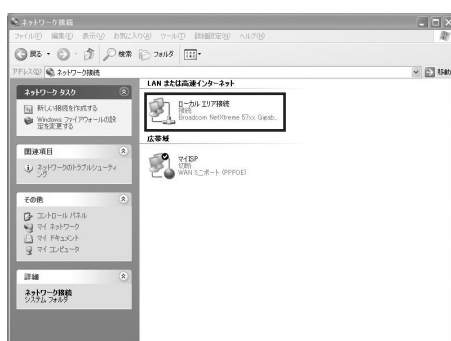 ネットワーク接続
ファイル(F) 編集(E) 表示(V) お気に入り(A) ツール(T) 詳細設定(N) ヘルプ(H)
戻る 検索 フォルダ
アドレス(D) ネットワーク接続 移動
ネットワーク タスク
新しい接続を作成する
Windows ファイアウォールの設
定を変更する
関連項目
ネットワークのトラブルシューティ
ング
その他
コントロール パネル
マイ ネットワーク
マイ ドキュメント
マイ コンピュータ
詳細
ネットワーク接続
システム フォルダ
LAN または高速インターネット
ローカル エリア接続
接続
Broadcom NetXtreme 57xx Gigab...
広帯域
マイISP
切断
WAN ミニポート (PPPOE)